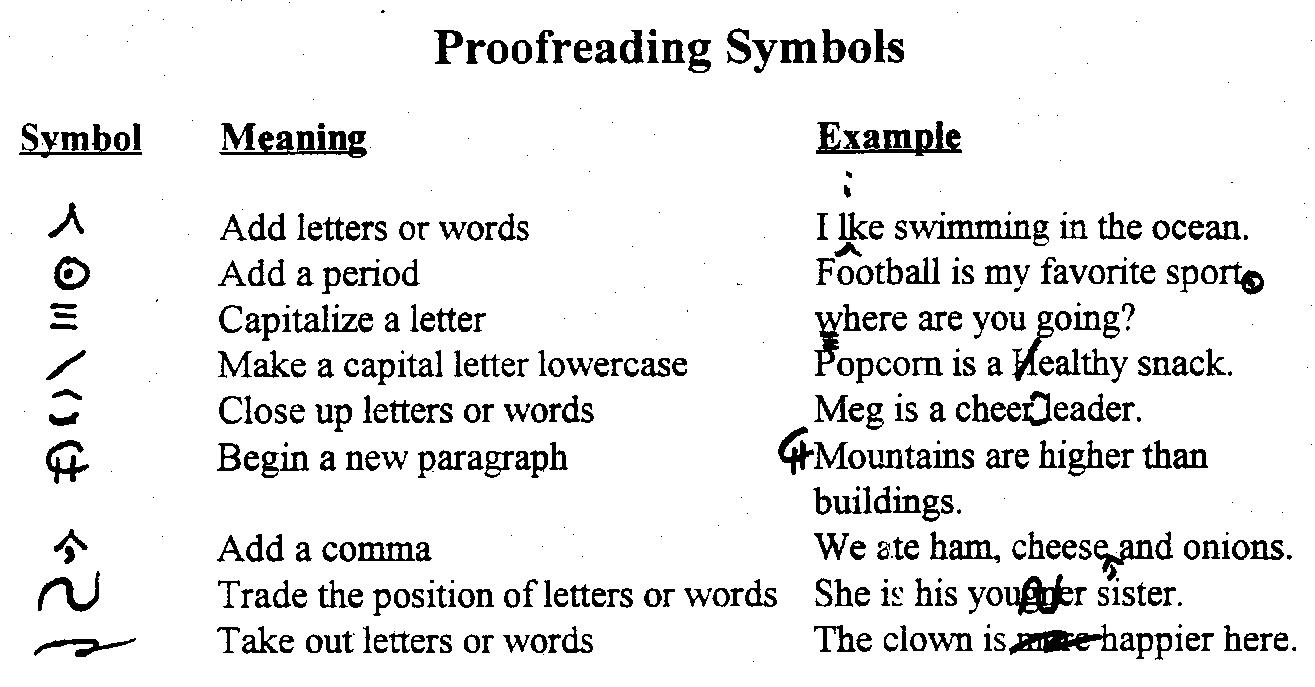 Proofreading Symbols
Symbol Meaning Example
Add letters or words I lke swimming in the ocean.
i
Add a period Football is my favorite sport
Capitalize a letter where are you going?
Make a capital letter lowercase Popcorn is a Healthy snack.
Close up letters or words Meg is a cheer leader.
Begin a new paragraph Mountains are higher than
buildings.
Add a comma We ate ham, cheese and onions.
Trade the position of letters or words She is his yougner sister.
Take out letters or words The clown is more happier here.